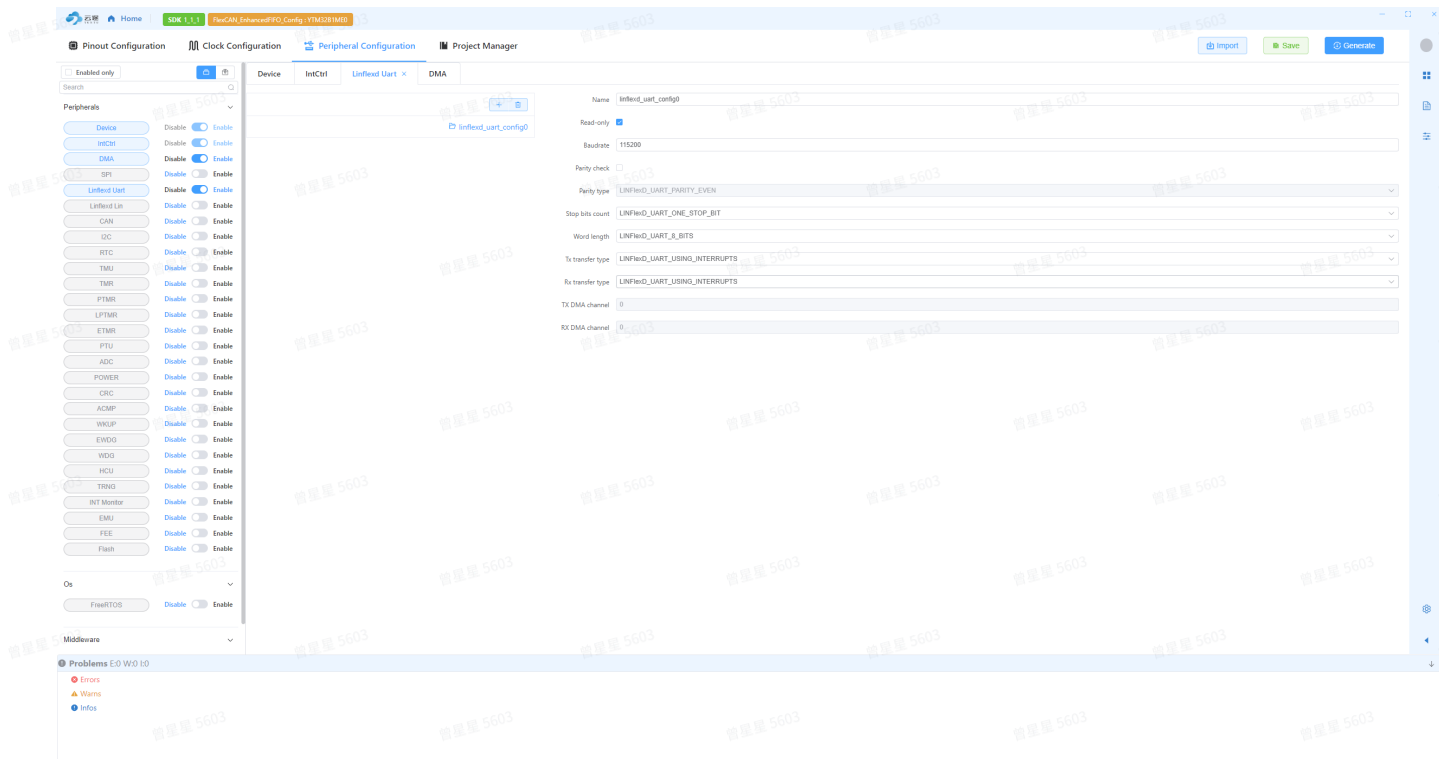 云途 Home SDK 1_1_1 FlexCAN_EnhancedFIFO_Config : YTM32B1ME0
Pinout Configuration Clock Configuration Peripheral Configuration Project Manager Import Save Generate
Enabled only
Search
Peripherals
Device Disable Enable
IntCtrl Disable Enable
DMA Disable Enable
SPI Disable Enable
Linflexd Uart Disable Enable
Linflexd Lin Disable Enable
CAN Disable Enable
I2C Disable Enable
RTC Disable Enable
TMU Disable Enable
TMR Disable Enable
PTMR Disable Enable
LPTMR Disable Enable
ETMR Disable Enable
PTU Disable Enable
ADC Disable Enable
POWER Disable Enable
CRC Disable Enable
ACMP Disable Enable
WKUP Disable Enable
EWDG Disable Enable
WDG Disable Enable
HCU Disable Enable
TRNG Disable Enable
INT Monitor Disable Enable
EMU Disable Enable
FEE Disable Enable
Flash Disable Enable
Os
FreeRTOS Disable Enable
Middleware
Device IntCtrl Linflexd Uart × DMA
linflexd_uart_config0
Name linflexd_uart_config0
Read-only
Baudrate 115200
Parity check
Parity type LINFlexD_UART_PARITY_EVEN
Stop bits count LINFlexD_UART_ONE_STOP_BIT
Word length LINFlexD_UART_8_BITS
Tx transfer type LINFlexD_UART_USING_INTERRUPTS
Rx transfer type LINFlexD_UART_USING_INTERRUPTS
TX DMA channel 0
RX DMA channel 0
Problems E:0 W:0 I:0
Errors
Warns
Infos
曾星星 5603